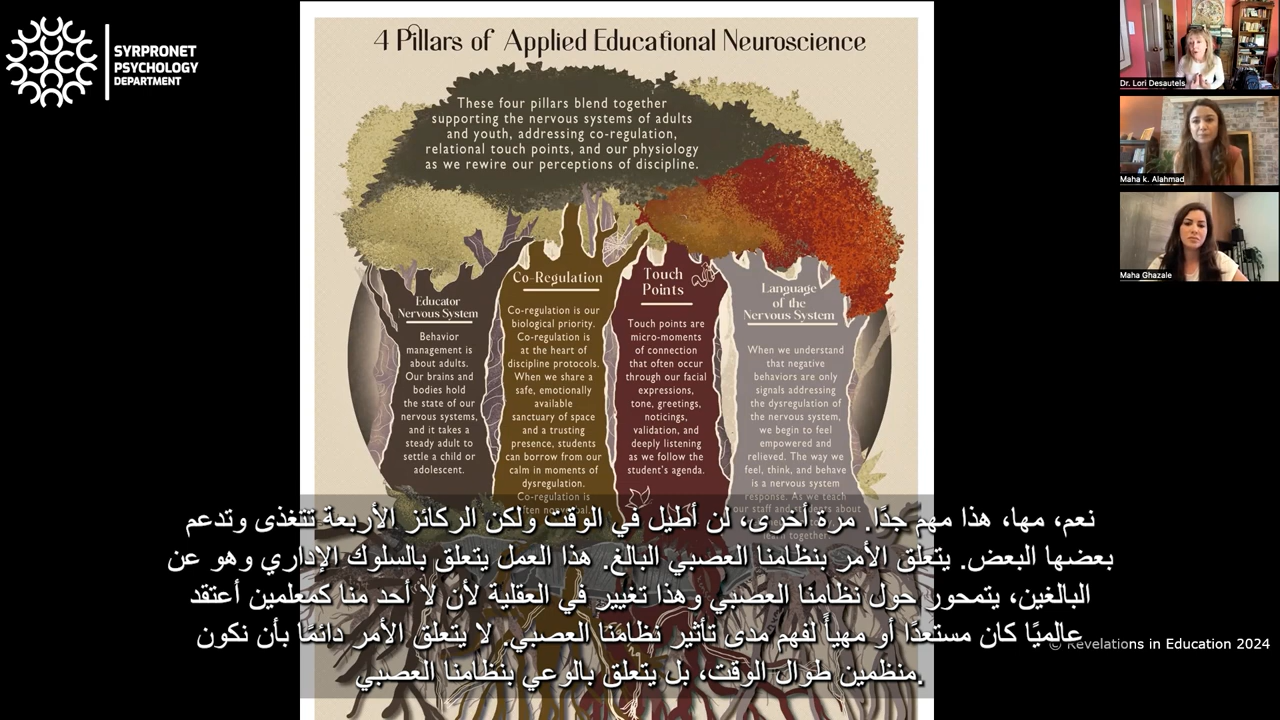 SYRPRONET
PSYCHOLOGY
DEPARTMENT
4 Pillars of Applied Educational Neuroscience
These four pillars blend together
supporting the nervous systems of adults
and youth, addressing co-regulation,
relational touch points, and our physiology
as we rewire our perceptions of discipline.
Educator
Nervous System
Behavior
management is
about adults.
Our brains and
bodies hold
the state of our
nervous systems,
and it takes a
steady adult to
settle a child or
adolescent.
Co-Regulation
Co-regulation is our
biological priority.
Co-regulation is
at the heart of
discipline protocols.
When we share a
safe, emotionally
available
sanctuary of space
and a trusting
presence, students
can borrow from our
calm in moments of
dysregulation.
Co-regulation is
Touch
Points
Touch points are
micro-moments
of connection
that often occur
through our facial
expressions,
tone, greetings,
noticings,
validation, and
deeply listening
as we follow the
student's agenda.
Language
of the
Nervous System
When we understand
that negative
behaviors are only
signals addressing
the dysregulation of
the nervous system,
we begin to feel
empowered and
relieved. The way we
feel, think, and behave
is a nervous system
response. As we teach
our staff and students about
learn together.
Dr. Lori Desautels
Maha k. Alahmad
Maha Ghazale
نعم، مها، هذا مهم جدًا. مرة أخرى، لن أطيل في الوقت ولكن الركائز الأربعة تتغذى وتدعم
بعضها البعض. يتعلق الأمر بنظامنا العصبي البالغ. هذا العمل يتعلق بالسلوك الإداري وهو عن
البالغين، يتمحور حول نظامنا العصبي وهذا تغيير في العقلية لأن لا أحد منا كمعلمين أعتقد
عالميًا كان مستعدًا أو مهيأً لفهم مدى تأثير نظامنا العصبي. لا يتعلق الأمر دائمًا بأن نكون
منظمين طوال الوقت، بل يتعلق بالوعي بنظامنا العصبي.
© Revelations in Education 2024